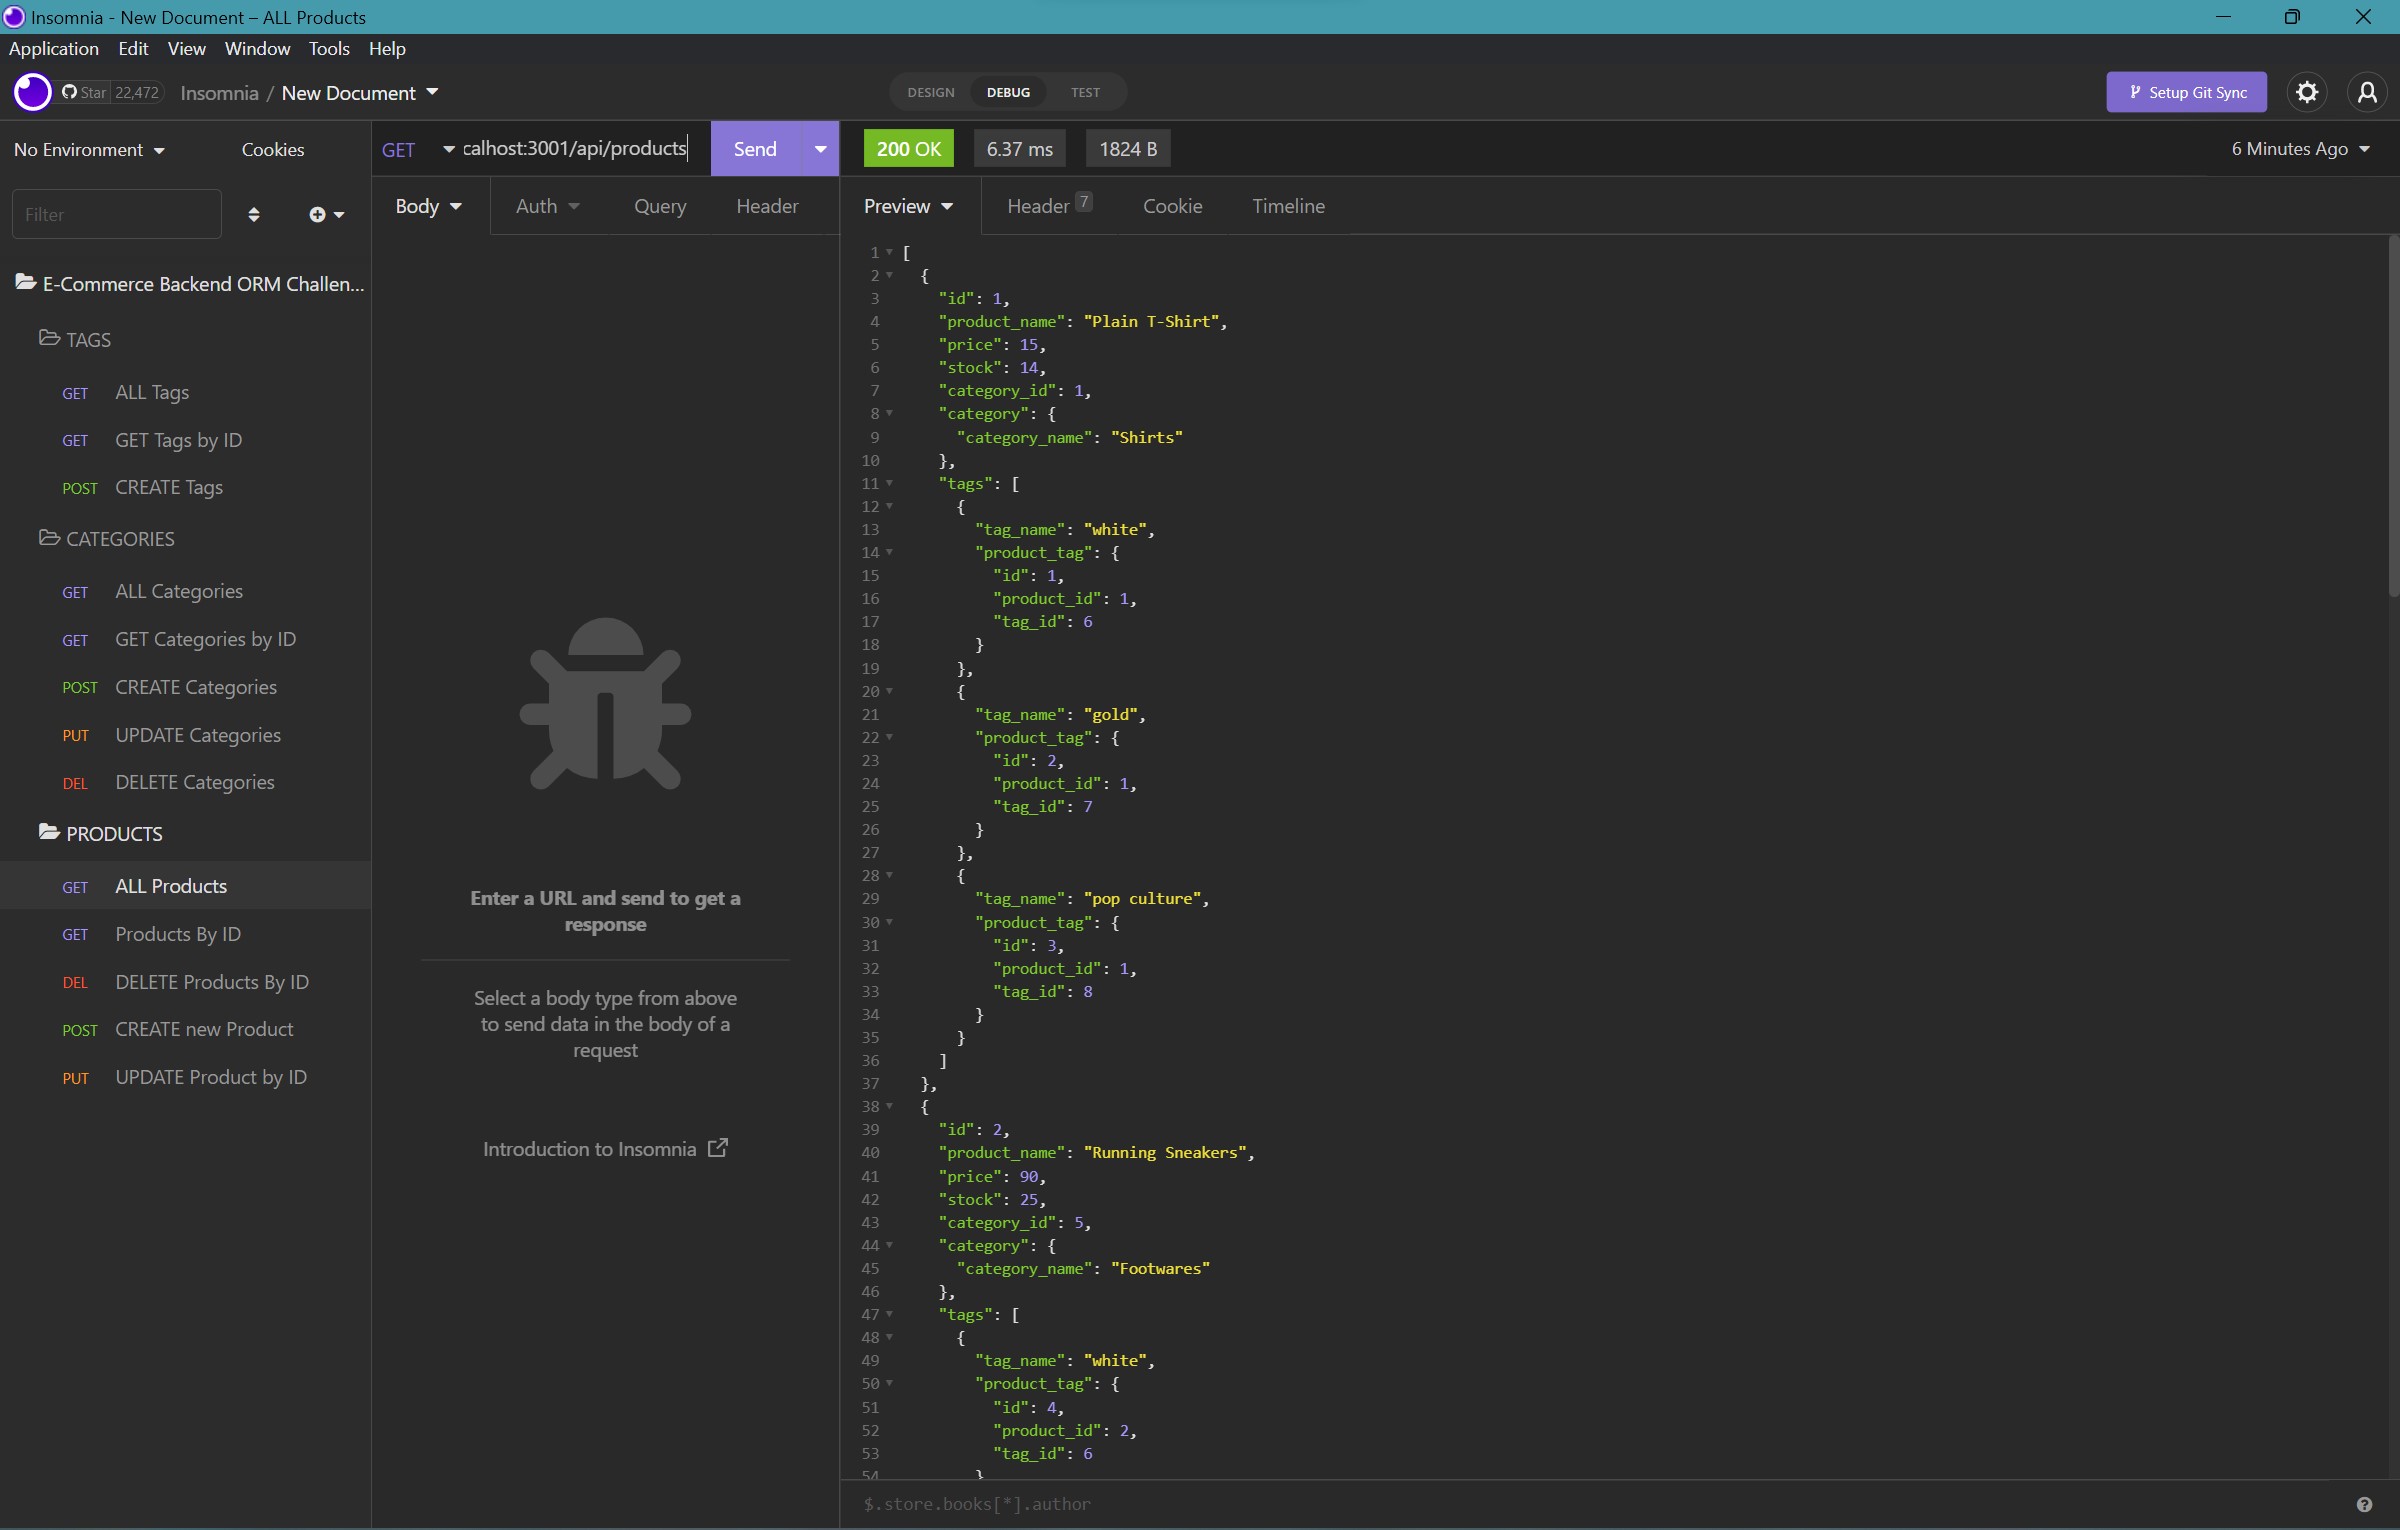 Insomnia - New Document – ALL Products
Application Edit View Window Tools Help
Star 22,472 Insomnia / New Document DESIGN DEBUG TEST Setup Git Sync
No Environment Cookies
Filter
E-Commerce Backend ORM Challen...
TAGS
GET ALL Tags
GET GET Tags by ID
POST CREATE Tags
CATEGORIES
GET ALL Categories
GET GET Categories by ID
POST CREATE Categories
PUT UPDATE Categories
DEL DELETE Categories
PRODUCTS
GET ALL Products
GET Products By ID
DEL DELETE Products By ID
POST CREATE new Product
PUT UPDATE Product by ID
GET calhost:3001/api/products Send
Body Auth Query Header
Enter a URL and send to get a
response
Select a body type from above
to send data in the body of a
request
Introduction to Insomnia
200 OK 6.37 ms 1824 B 6 Minutes Ago
Preview Header 7 Cookie Timeline
1 [
2 {
3 "id": 1,
4 "product_name": "Plain T-Shirt",
5 "price": 15,
6 "stock": 14,
7 "category_id": 1,
8 "category": {
9 "category_name": "Shirts"
10 },
11 "tags": [
12 {
13 "tag_name": "white",
14 "product_tag": {
15 "id": 1,
16 "product_id": 1,
17 "tag_id": 6
18 }
19 },
20 {
21 "tag_name": "gold",
22 "product_tag": {
23 "id": 2,
24 "product_id": 1,
25 "tag_id": 7
26 }
27 },
28 {
29 "tag_name": "pop culture",
30 "product_tag": {
31 "id": 3,
32 "product_id": 1,
33 "tag_id": 8
34 }
35 }
36 ]
37 },
38 {
39 "id": 2,
40 "product_name": "Running Sneakers",
41 "price": 90,
42 "stock": 25,
43 "category_id": 5,
44 "category": {
45 "category_name": "Footwares"
46 },
47 "tags": [
48 {
49 "tag_name": "white",
50 "product_tag": {
51 "id": 4,
52 "product_id": 2,
53 "tag_id": 6
54 }
$.store.books[*].author